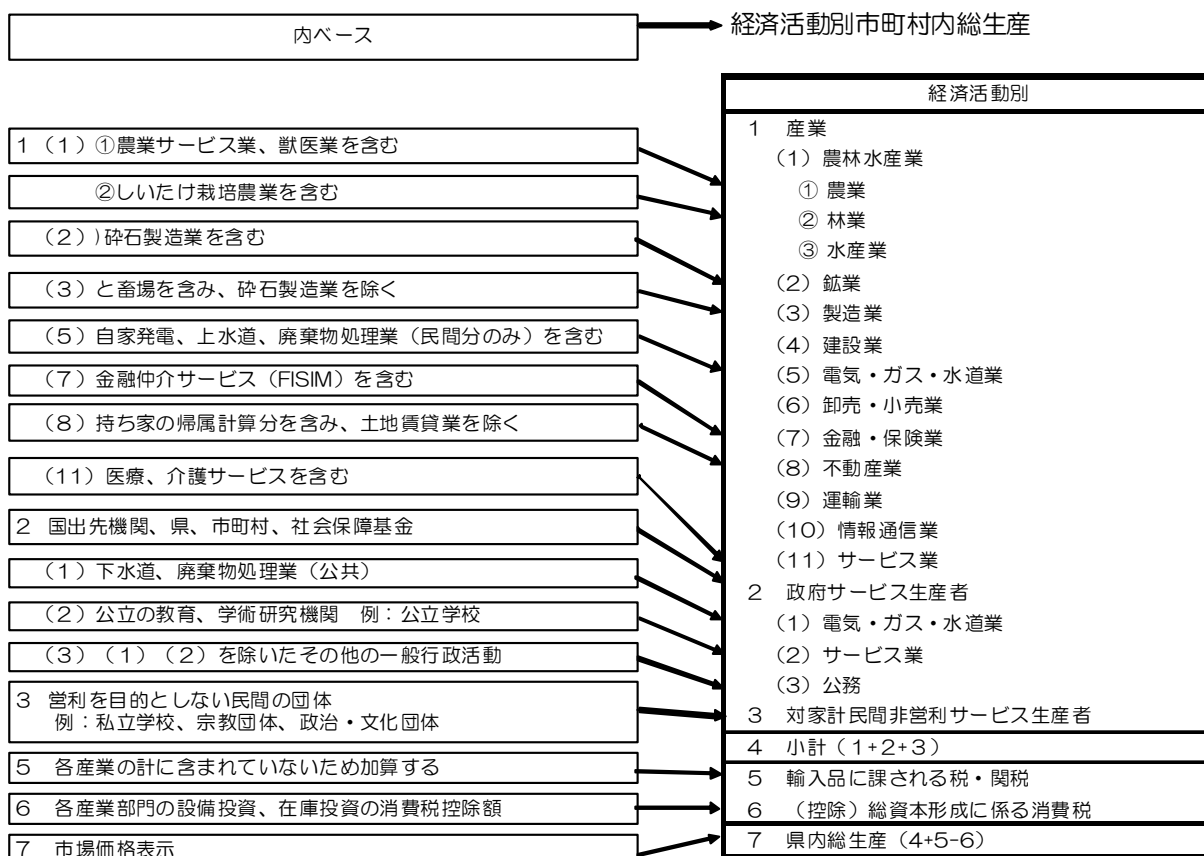 内ベース
経済活動別市町村内総生産
1 (1)①農業サービス業、獣医業を含む
②しいたけ栽培農業を含む
(2))砕石製造業を含む
(3)と畜場を含み、砕石製造業を除く
(5)自家発電、上水道、廃棄物処理業(民間分のみ)を含む
(7)金融仲介サービス(FISIM)を含む
(8)持ち家の帰属計算分を含み、土地賃貸業を除く
(11)医療、介護サービスを含む
2 国出先機関、県、市町村、社会保障基金
(1)下水道、廃棄物処理業(公共)
(2)公立の教育、学術研究機関 例:公立学校
(3)(1)(2)を除いたその他の一般行政活動
3 営利を目的としない民間の団体
例:私立学校、宗教団体、政治・文化団体
5 各産業の計に含まれていないため加算する
6 各産業部門の設備投資、在庫投資の消費税控除額
7 市場価格表示
経済活動別
1 産業
(1)農林水産業
① 農業
② 林業
③ 水産業
(2)鉱業
(3)製造業
(4)建設業
(5)電気・ガス・水道業
(6)卸売・小売業
(7)金融・保険業
(8)不動産業
(9)運輸業
(10)情報通信業
(11)サービス業
2 政府サービス生産者
(1)電気・ガス・水道業
(2)サービス業
(3)公務
3 対家計民間非営利サービス生産者
4 小計(1+2+3)
5 輸入品に課される税・関税
6 (控除)総資本形成に係る消費税
7 県内総生産(4+5-6)